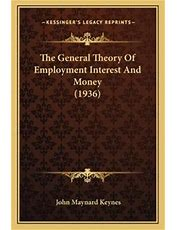 KESSINGER'S LEGACY REPRINTS
The General Theory Of
Employment Interest And
Money
(1936)
John Maynard Keynes